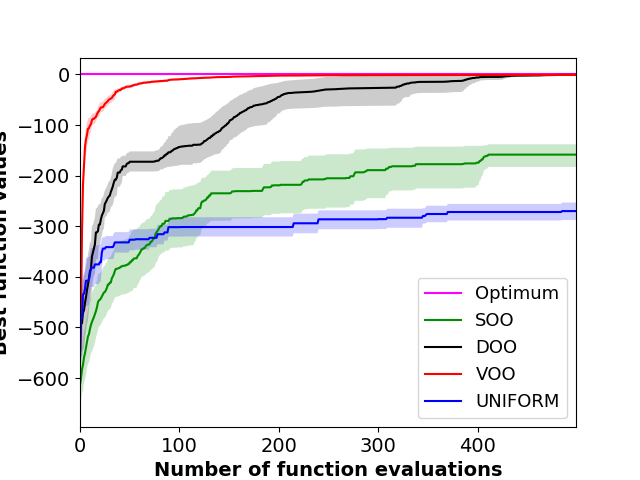 0
−100
−200
−300
−400
−500
−600
Best function values
0 100 200 300 400
Number of function evaluations
Optimum
SOO
DOO
VOO
UNIFORM